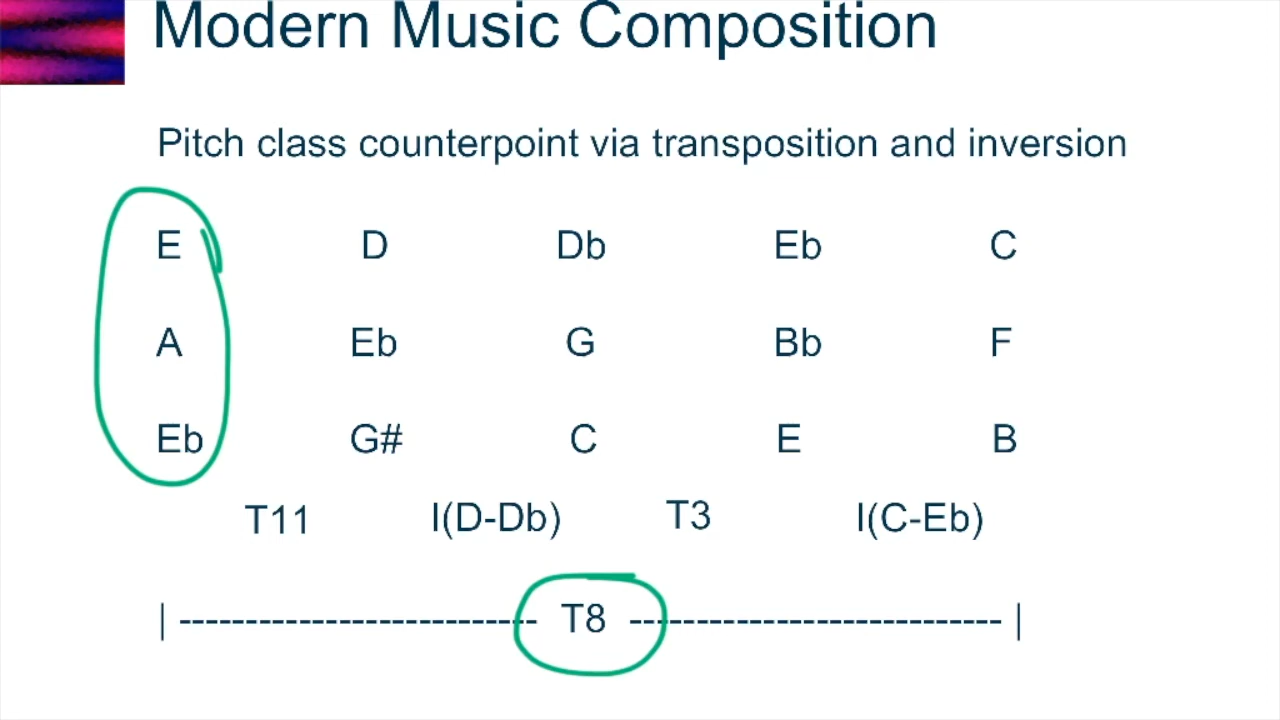 Modern Music Composition
Pitch class counterpoint via transposition and inversion
E D Db Eb C
A Eb G Bb F
Eb G# C E B
T11 I(D-Db) T3 I(C-Eb)
| --------------------------- T8 ---------------------------- |